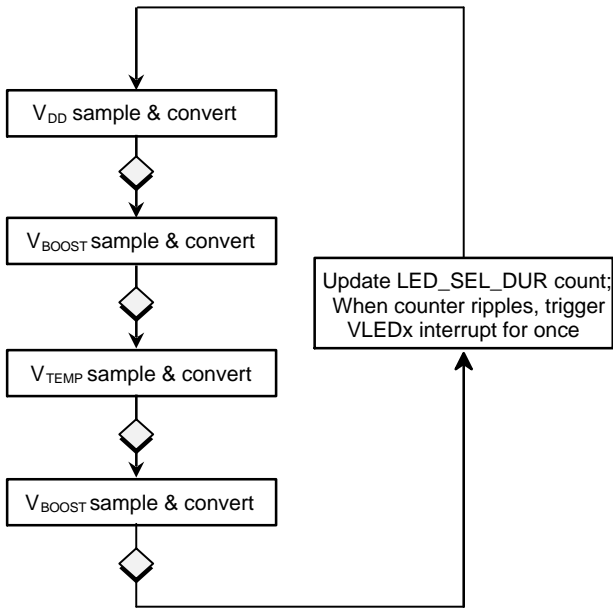 VDD sample & convert
VBOOST sample & convert
VTEMP sample & convert
VBOOST sample & convert
Update LED_SEL_DUR count;
When counter ripples, trigger
VLEDx interrupt for once